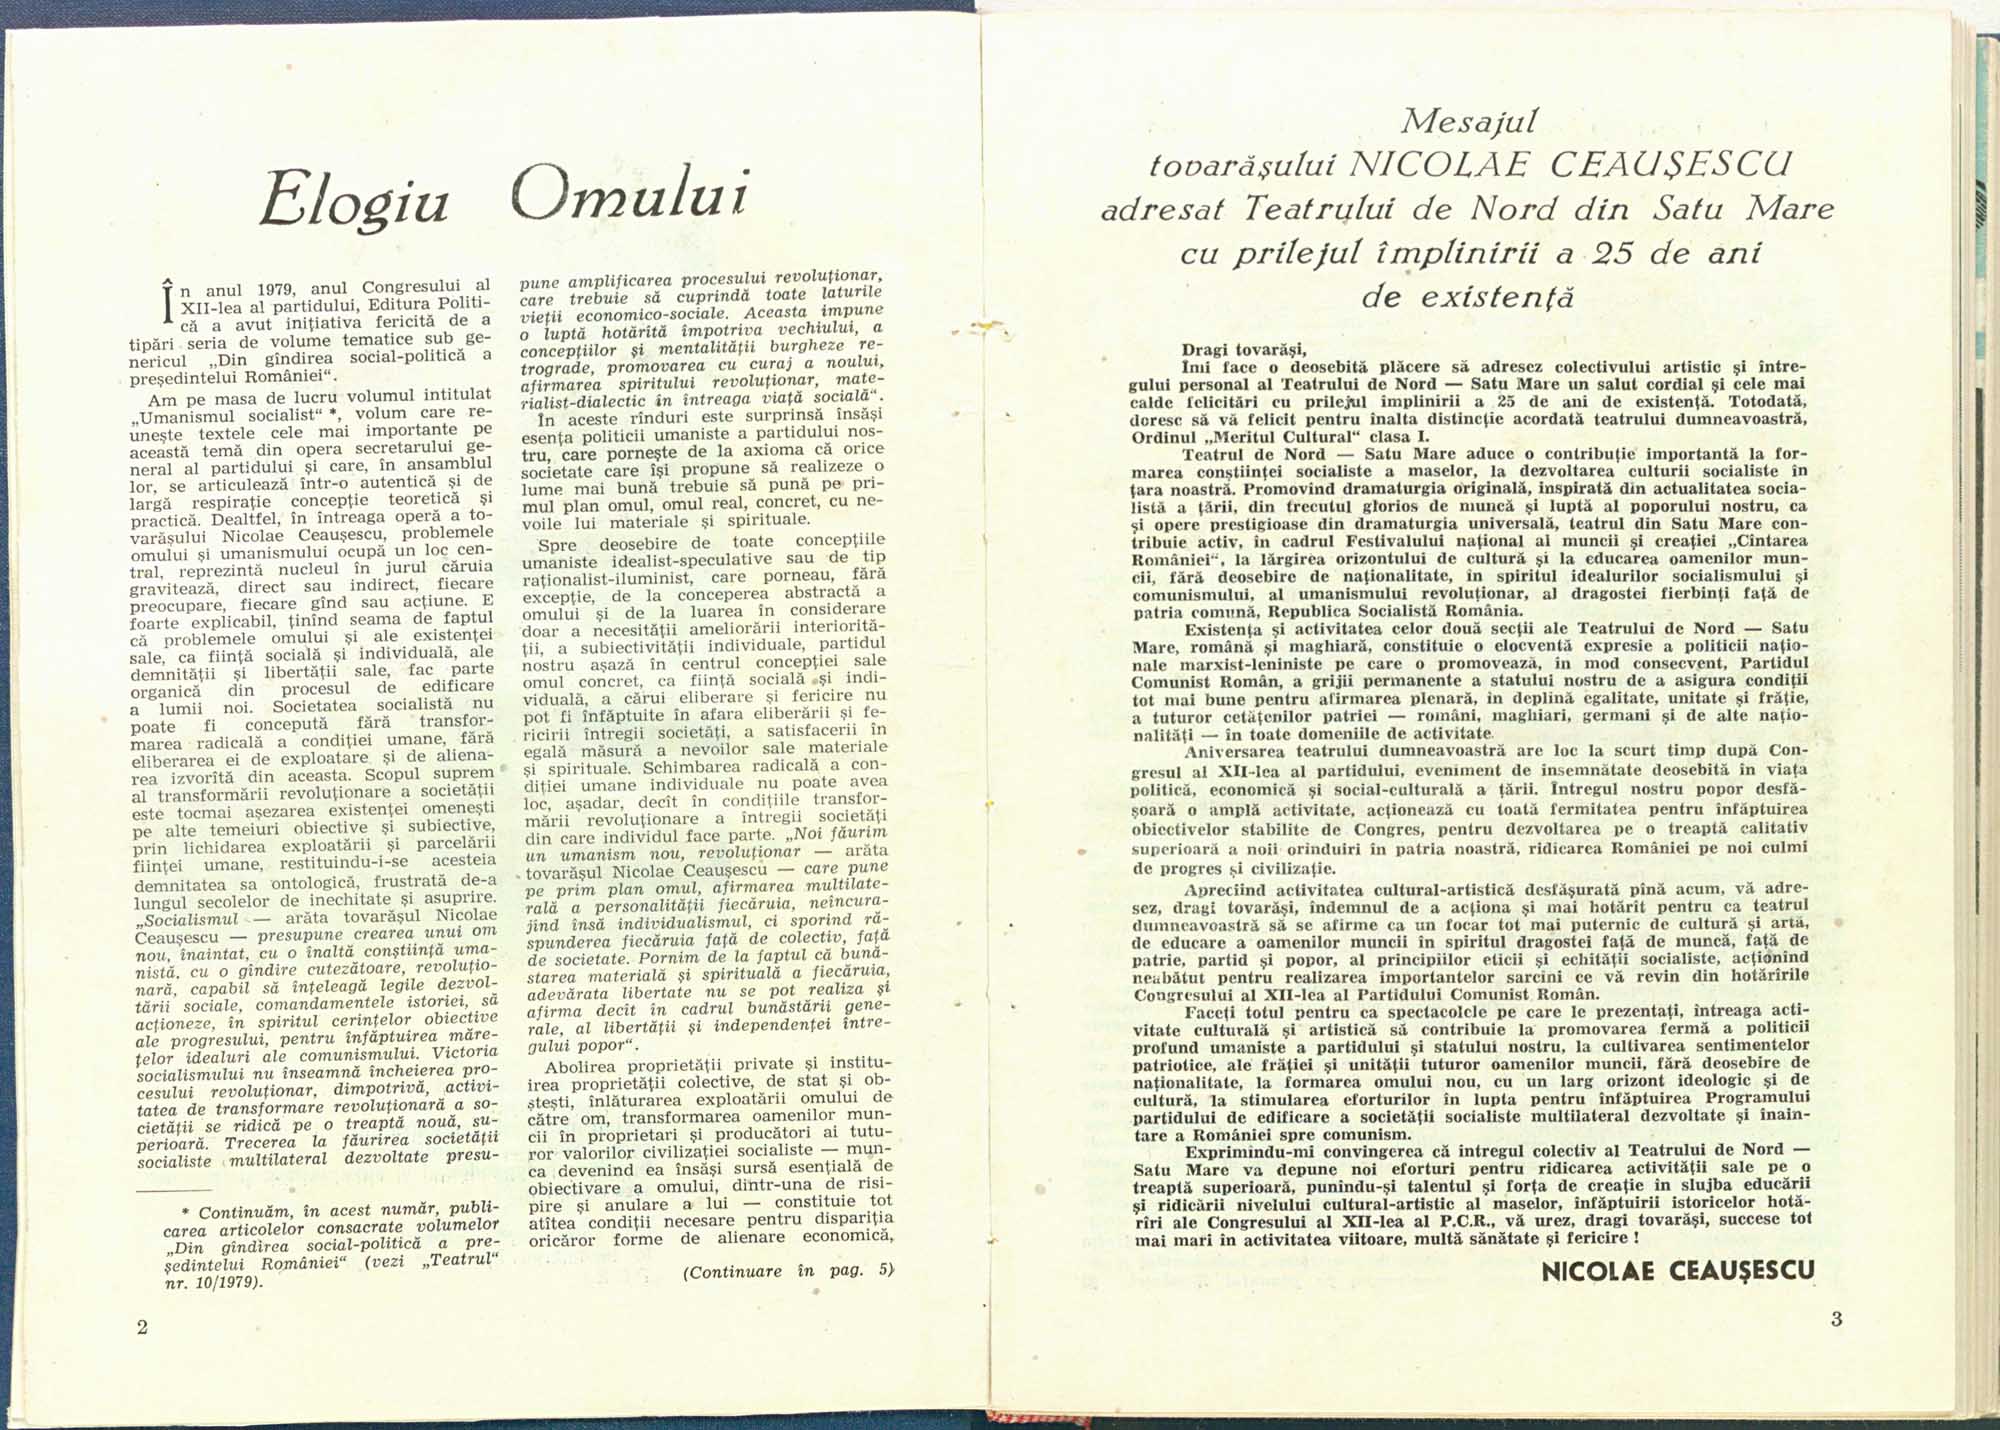 Elogiu Omului
În anul 1979, anul Congresului al
XII-lea al partidului, Editura Politi-
că a avut inițiativa fericită de a
tipări seria de volume tematice sub ge-
nericul „Din gîndirea social-politică a
președintelui României“.
Am pe masa de lucru volumul intitulat
„Umanismul socialist“ *, volum care re-
unește textele cele mai importante pe
această temă din opera secretarului ge-
neral al partidului și care, în ansamblul
lor, se articulează într-o autentică și de
largă respirație concepție teoretică și
practică. Dealtfel, în întreaga operă a to-
varășului Nicolae Ceaușescu, problemele
omului și umanismului ocupă un loc cen-
tral, reprezintă nucleul în jurul căruia
gravitează, direct sau indirect, fiecare
preocupare, fiecare gînd sau acțiune. E
foarte explicabil, ținînd seama de faptul
că problemele omului și ale existenței
sale, ca ființă socială și individuală, ale
demnității și libertății sale, fac parte
organică din procesul de edificare
a lumii noi. Societatea socialistă nu
poate fi concepută fără transfor-
marea radicală a condiției umane, fără
eliberarea ei de exploatare și de aliena-
rea izvorîtă din aceasta. Scopul suprem
al transformării revoluționare a societății
este tocmai așezarea existenței omenești
pe alte temeiuri obiective și subiective,
prin lichidarea exploatării și parcelării
ființei umane, restituindu-i-se acesteia
demnitatea sa ontologică, frustrată de-a
lungul secolelor de inechitate și asuprire.
„Socialismul — arăta tovarășul Nicolae
Ceaușescu — presupune crearea unui om
nou, înaintat, cu o înaltă conștiință uma-
nistă, cu o gîndire cutezătoare, revoluțio-
nară, capabil să înțeleagă legile dezvol-
tării sociale, comandamentele istoriei, să
acționeze, în spiritul cerințelor obiective
ale progresului, pentru înfăptuirea măre-
țelor idealuri ale comunismului. Victoria
socialismului nu înseamnă încheierea pro-
cesului revoluționar, dimpotrivă, activi-
tatea de transformare revoluționară a so-
cietății se ridică pe o treaptă nouă, su-
perioară. Trecerea la făurirea societății
socialiste multilateral dezvoltate presu-
* Continuăm, în acest număr, publi-
carea articolelor consacrate volumelor
„Din gîndirea social-politică a pre-
ședintelui României“ (vezi „Teatrul“
nr. 10/1979).
2
pune amplificarea procesului revoluționar,
care trebuie să cuprindă toate laturile
vieții economico-sociale. Aceasta impune
o luptă hotărîtă împotriva vechiului, a
concepțiilor și mentalității burgheze re-
trograde, promovarea cu curaj a noului,
afirmarea spiritului revoluționar, mate-
rialist-dialectic în întreaga viață socială“.
În aceste rînduri este surprinsă însăși
esența politicii umaniste a partidului nos-
tru, care pornește de la axioma că orice
societate care își propune să realizeze o
lume mai bună trebuie să pună pe pri-
mul plan omul, omul real, concret, cu ne-
voile lui materiale și spirituale.
Spre deosebire de toate concepțiile
umaniste idealist-speculative sau de tip
raționalist-iluminist, care porneau, fără
excepție, de la conceperea abstractă a
omului și de la luarea în considerare
doar a necesității ameliorării interiorită-
ții, a subiectivității individuale, partidul
nostru așază în centrul concepției sale
omul concret, ca ființă socială și indi-
viduală, a cărui eliberare și fericire nu
pot fi înfăptuite în afara eliberării și fe-
ricirii întregii societăți, a satisfacerii în
egală măsură a nevoilor sale materiale
și spirituale. Schimbarea radicală a con-
diției umane individuale nu poate avea
loc, așadar, decît în condițiile transfor-
mării revoluționare a întregii societăți
din care individul face parte. „Noi făurim
un umanism nou, revoluționar — arăta
tovarășul Nicolae Ceaușescu — care pune
pe prim plan omul, afirmarea multilate-
rală a personalității fiecăruia, neîncura-
jînd însă individualismul, ci sporind ră-
spunderea fiecăruia față de colectiv, față
de societate. Pornim de la faptul că bună-
starea materială și spirituală a fiecăruia,
adevărata libertate nu se pot realiza și
afirma decît în cadrul bunăstării gene-
rale, al libertății și independenței între-
gului popor“.
Abolirea proprietății private și institu-
irea proprietății colective, de stat și ob-
ștești, înlăturarea exploatării omului de
către om, transformarea oamenilor mun-
cii în proprietari și producători ai tutu-
ror valorilor civilizației socialiste — mun-
ca devenind ea însăși sursă esențială de
obiectivare a omului, dintr-una de risi-
pire și anulare a lui — constituie tot
atîtea condiții necesare pentru dispariția
oricăror forme de alienare economică,
(Continuare în pag. 5)
Mesajul
tovarășului NICOLAE CEAUȘESCU
adresat Teatrului de Nord din Satu Mare
cu prilejul împlinirii a 25 de ani
de existență
Dragi tovarăși,
Îmi face o deosebită plăcere să adresez colectivului artistic și între-
gului personal al Teatrului de Nord — Satu Mare un salut cordial și cele mai
calde felicitări cu prilejul împlinirii a 25 de ani de existență. Totodată,
doresc să vă felicit pentru înalta distincție acordată teatrului dumneavoastră,
Ordinul „Meritul Cultural“ clasa I.
Teatrul de Nord — Satu Mare aduce o contribuție importantă la for-
marea conștiinței socialiste a maselor, la dezvoltarea culturii socialiste în
țara noastră. Promovînd dramaturgia originală, inspirată din actualitatea socia-
listă a țării, din trecutul glorios de muncă și luptă al poporului nostru, ca
și opere prestigioase din dramaturgia universală, teatrul din Satu Mare con-
tribuie activ, în cadrul Festivalului național al muncii și creației „Cîntarea
României“, la lărgirea orizontului de cultură și la educarea oamenilor mun-
cii, fără deosebire de naționalitate, în spiritul idealurilor socialismului și
comunismului, al umanismului revoluționar, al dragostei fierbinți față de
patria comună, Republica Socialistă România.
Existența și activitatea celor două secții ale Teatrului de Nord — Satu
Mare, română și maghiară, constituie o elocventă expresie a politicii națio-
nale marxist-leniniste pe care o promovează, în mod consecvent, Partidul
Comunist Român, a grijii permanente a statului nostru de a asigura condiții
tot mai bune pentru afirmarea plenară, în deplină egalitate, unitate și frăție,
a tuturor cetățenilor patriei — români, maghiari, germani și de alte națio-
nalități — în toate domeniile de activitate.
Aniversarea teatrului dumneavoastră are loc la scurt timp după Con-
gresul al XII-lea al partidului, eveniment de însemnătate deosebită în viața
politică, economică și social-culturală a țării. Întregul nostru popor desfă-
șoară o amplă activitate, acționează cu toată fermitatea pentru înfăptuirea
obiectivelor stabilite de Congres, pentru dezvoltarea pe o treaptă calitativ
superioară a noii orînduiri în patria noastră, ridicarea României pe noi culmi
de progres și civilizație.
Apreciind activitatea cultural-artistică desfășurată pînă acum, vă adre-
sez, dragi tovarăși, îndemnul de a acționa și mai hotărît pentru ca teatrul
dumneavoastră să se afirme ca un focar tot mai puternic de cultură și artă,
de educare a oamenilor muncii în spiritul dragostei față de muncă, față de
patrie, partid și popor, al principiilor eticii și echității socialiste, acționînd
neabătut pentru realizarea importantelor sarcini ce vă revin din hotărîrile
Congresului al XII-lea al Partidului Comunist Român.
Faceți totul pentru ca spectacolele pe care le prezentați, întreaga acti-
vitate culturală și artistică să contribuie la promovarea fermă a politicii
profund umaniste a partidului și statului nostru, la cultivarea sentimentelor
patriotice, ale frăției și unității tuturor oamenilor muncii, fără deosebire de
naționalitate, la formarea omului nou, cu un larg orizont ideologic și de
cultură, la stimularea eforturilor în lupta pentru înfăptuirea Programului
partidului de edificare a societății socialiste multilateral dezvoltate și înain-
tare a României spre comunism.
Exprimîndu-mi convingerea că întregul colectiv al Teatrului de Nord —
Satu Mare va depune noi eforturi pentru ridicarea activității sale pe o
treaptă superioară, punîndu-și talentul și forța de creație în slujba educării
și ridicării nivelului cultural-artistic al maselor, înfăptuirii istoricelor hotă-
rîri ale Congresului al XII-lea al P.C.R., vă urez, dragi tovarăși, succese tot
mai mari în activitatea viitoare, multă sănătate și fericire !
NICOLAE CEAUȘESCU
3